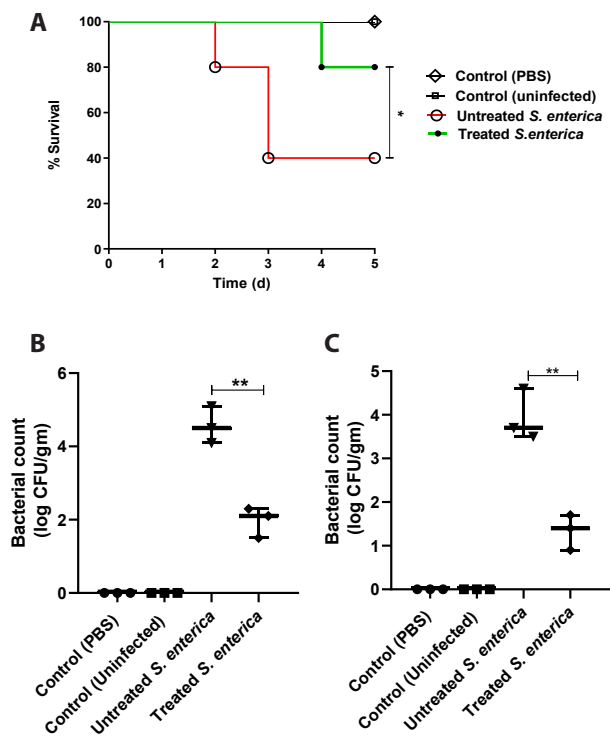 A
% Survival
100
80
60
40
20
0
0
1
2
3
4
5
Time (d)
Control (PBS)
Control (uninfected)
Untreated S. enterica
Treated S.enterica
*
B
Bacterial count
(log CFU/gm)
6
4
2
0
**
Control (PBS)
Control (Uninfected)
Untreated S. enterica
Treated S. enterica
C
Bacterial count
(log CFU/gm)
5
4
3
2
1
0
**
Control (PBS)
Control (Uninfected)
Untreated S. enterica
Treated S. enterica